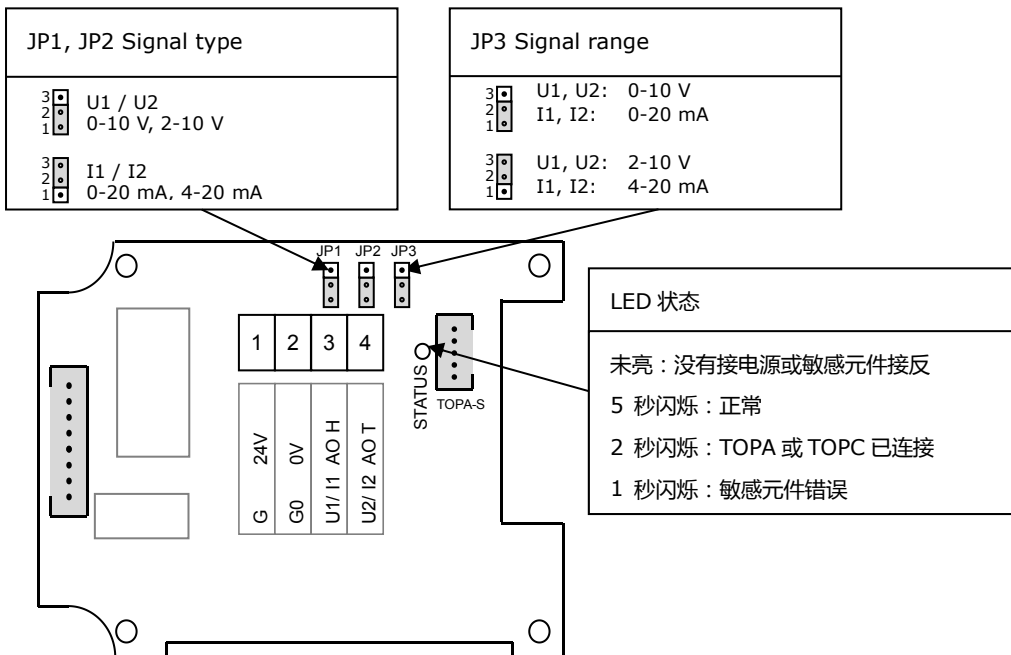 JP1, JP2 Signal type
3
2
1
U1 / U2
0-10 V, 2-10 V
3
2
1
I1 / I2
0-20 mA, 4-20 mA
JP3 Signal range
3
2
1
U1, U2: 0-10 V
I1, I2: 0-20 mA
3
2
1
U1, U2: 2-10 V
I1, I2: 4-20 mA
JP1 JP2 JP3
1 2 3 4
G 24V
G0 0V
U1/ I1 AO H
U2/ I2 AO T
STATUS
TOPA-S
LED 状态
未亮：没有接电源或敏感元件接反
5 秒闪烁：正常
2 秒闪烁：TOPA 或 TOPC 已连接
1 秒闪烁：敏感元件错误